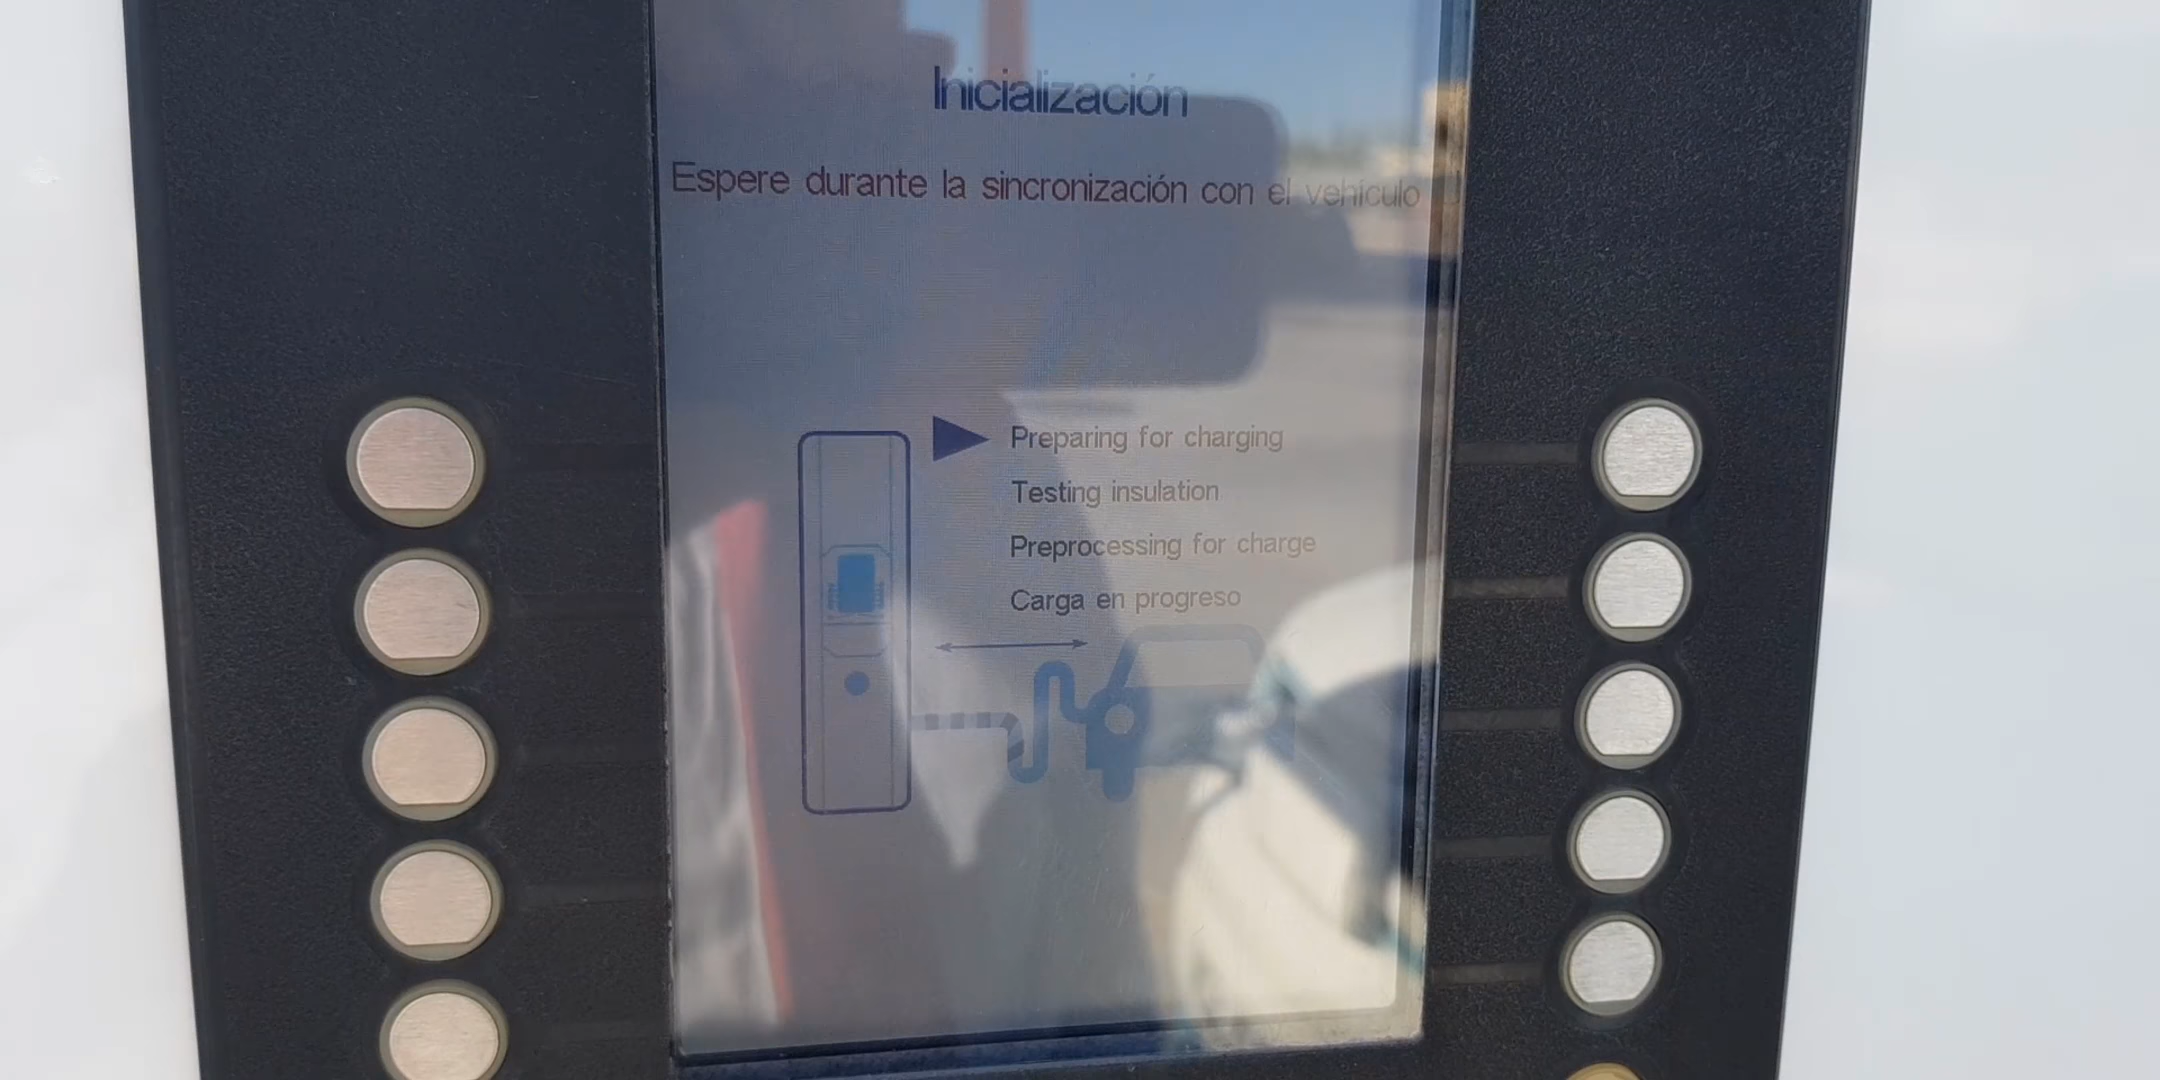 Inicialización
Espere durante la sincronización con el vehículo
Preparing for charging
Testing insulation
Preprocessing for charge
Carga en progreso